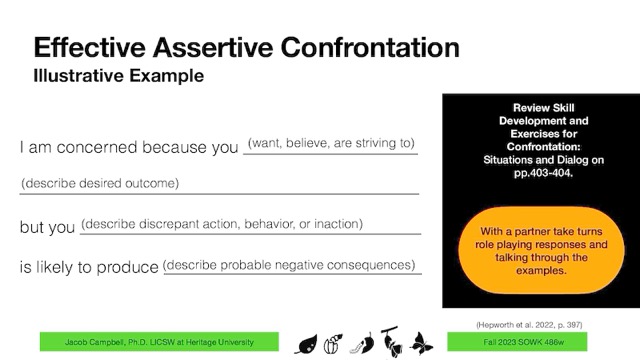 Effective Assertive Confrontation
Illustrative Example
I am concerned because you (want, believe, are striving to)
(describe desired outcome)
but you (describe discrepant action, behavior, or inaction)
is likely to produce (describe probable negative consequences)
Review Skill
Development and
Exercises for
Confrontation:
Situations and Dialog on
pp.403-404.
With a partner take turns
role playing responses and
talking through the
examples.
(Hepworth et al. 2022, p. 397)
Jacob Campbell, Ph.D. LICSW at Heritage University
Fall 2023 SOWK 486w